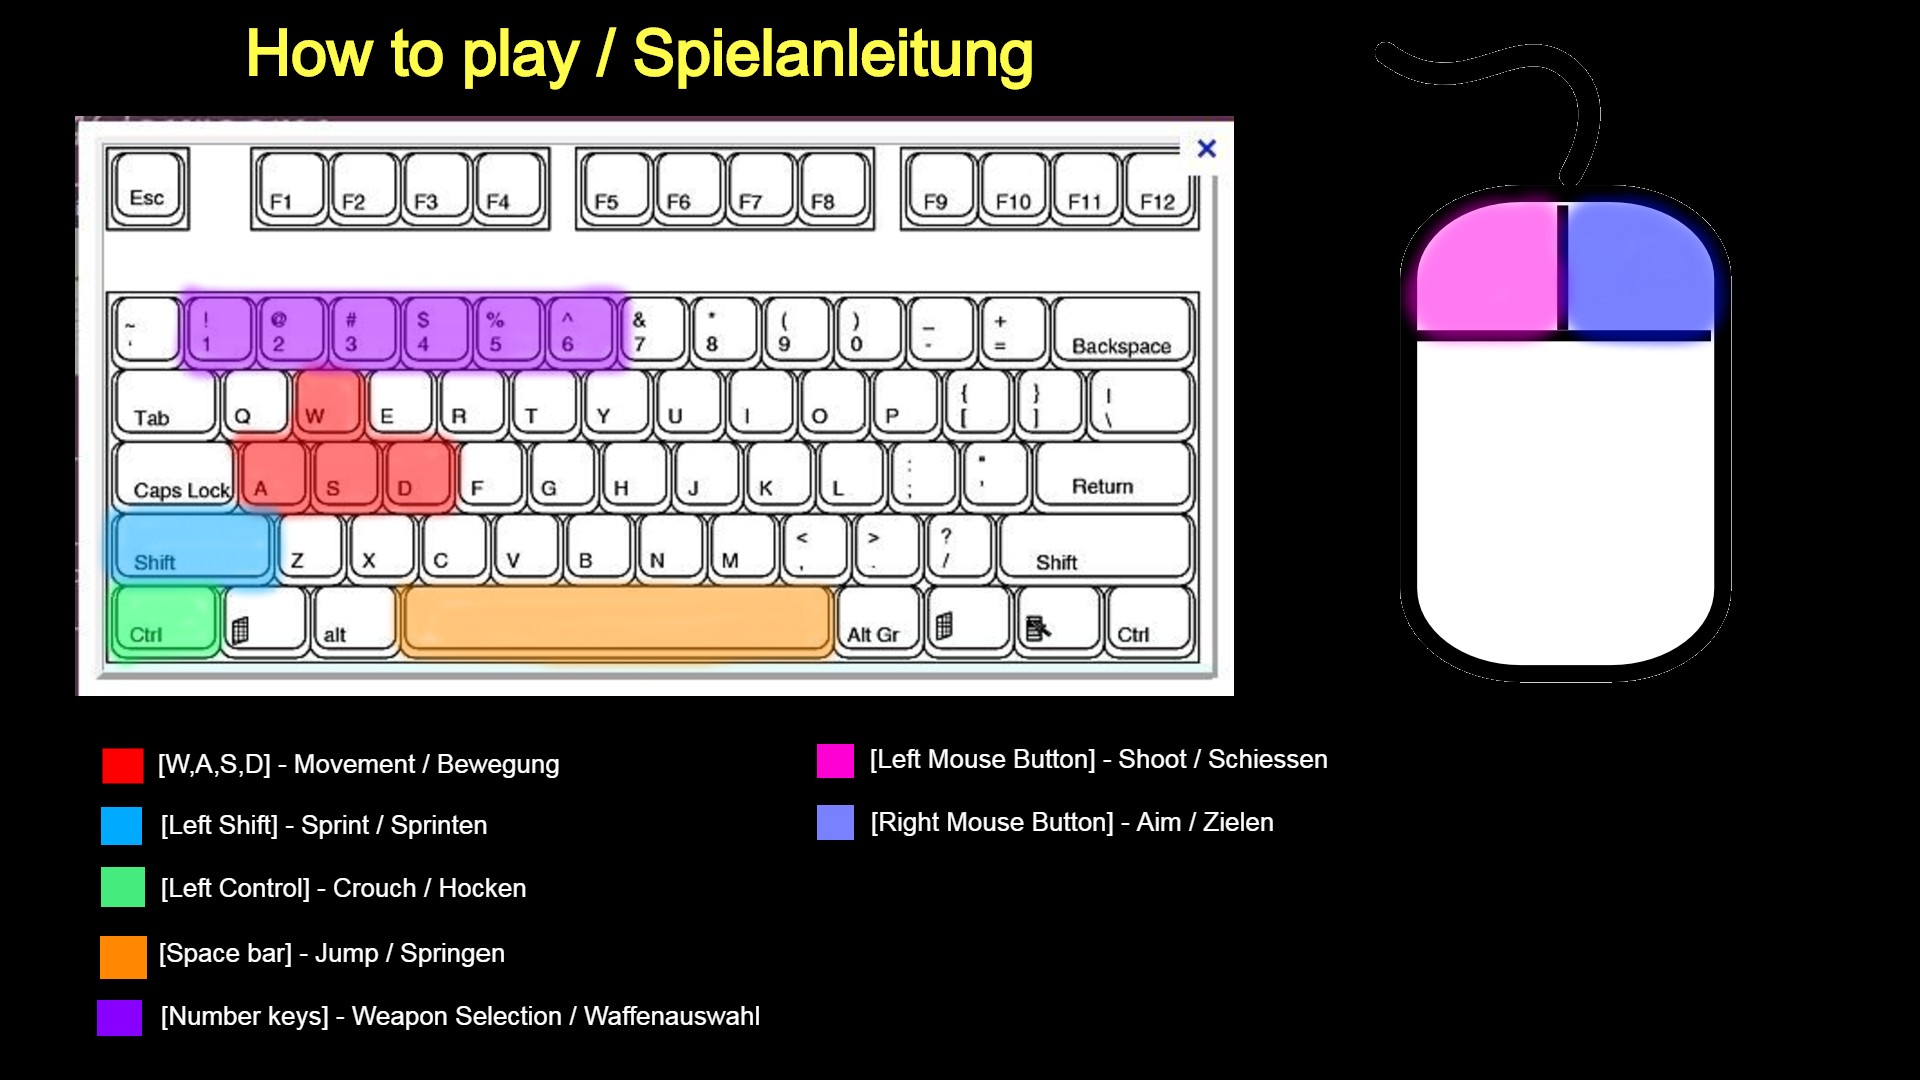 How to play / Spielanleitung
×
Esc F1 F2 F3 F4 F5 F6 F7 F8 F9 F10 F11 F12
~ ! @ # $ % ^ & * ( ) _ +
' 1 2 3 4 5 6 7 8 9 0 - = Backspace
{ } |
Tab Q W E R T Y U I O P [ ] \
: "
Caps Lock A S D F G H J K L ; ' Return
< > ?
Shift Z X C V B N M , . / Shift
Ctrl alt Alt Gr Ctrl
[W,A,S,D] - Movement / Bewegung
[Left Shift] - Sprint / Sprinten
[Left Control] - Crouch / Hocken
[Space bar] - Jump / Springen
[Number keys] - Weapon Selection / Waffenauswahl
[Left Mouse Button] - Shoot / Schiessen
[Right Mouse Button] - Aim / Zielen